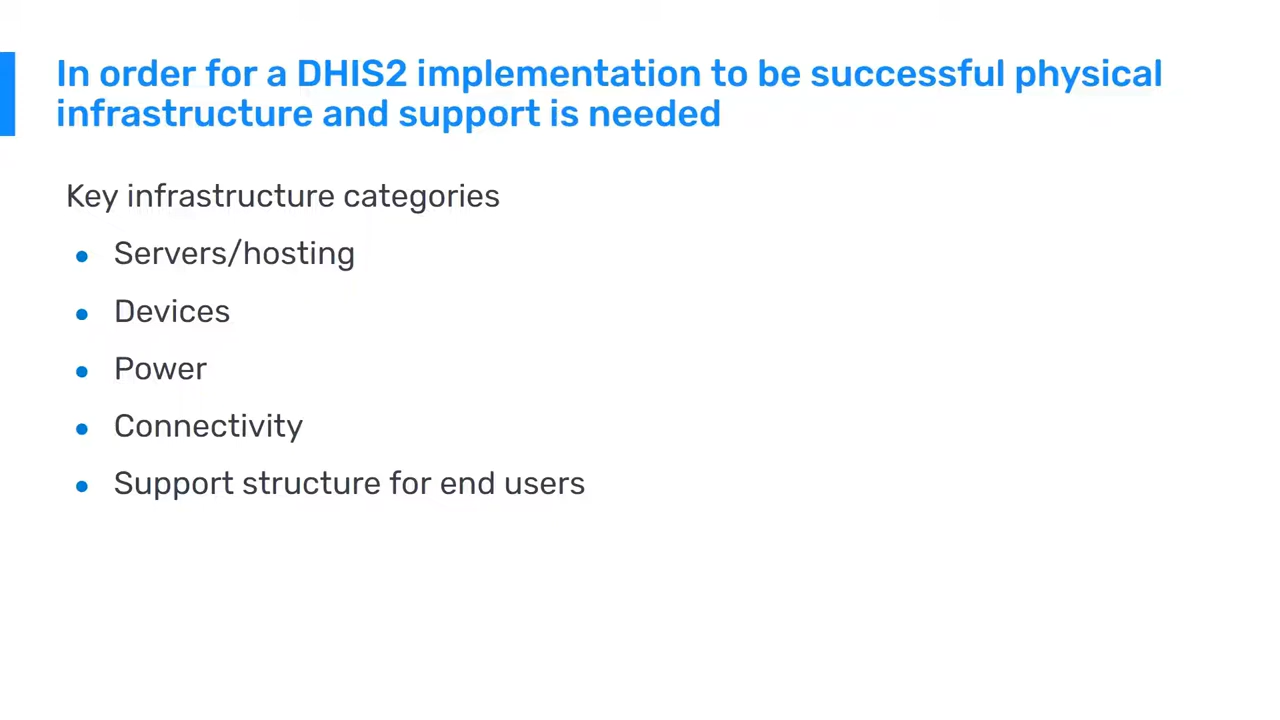 In order for a DHIS2 implementation to be successful physical
infrastructure and support is needed
Key infrastructure categories
• Servers/hosting
• Devices
• Power
• Connectivity
• Support structure for end users